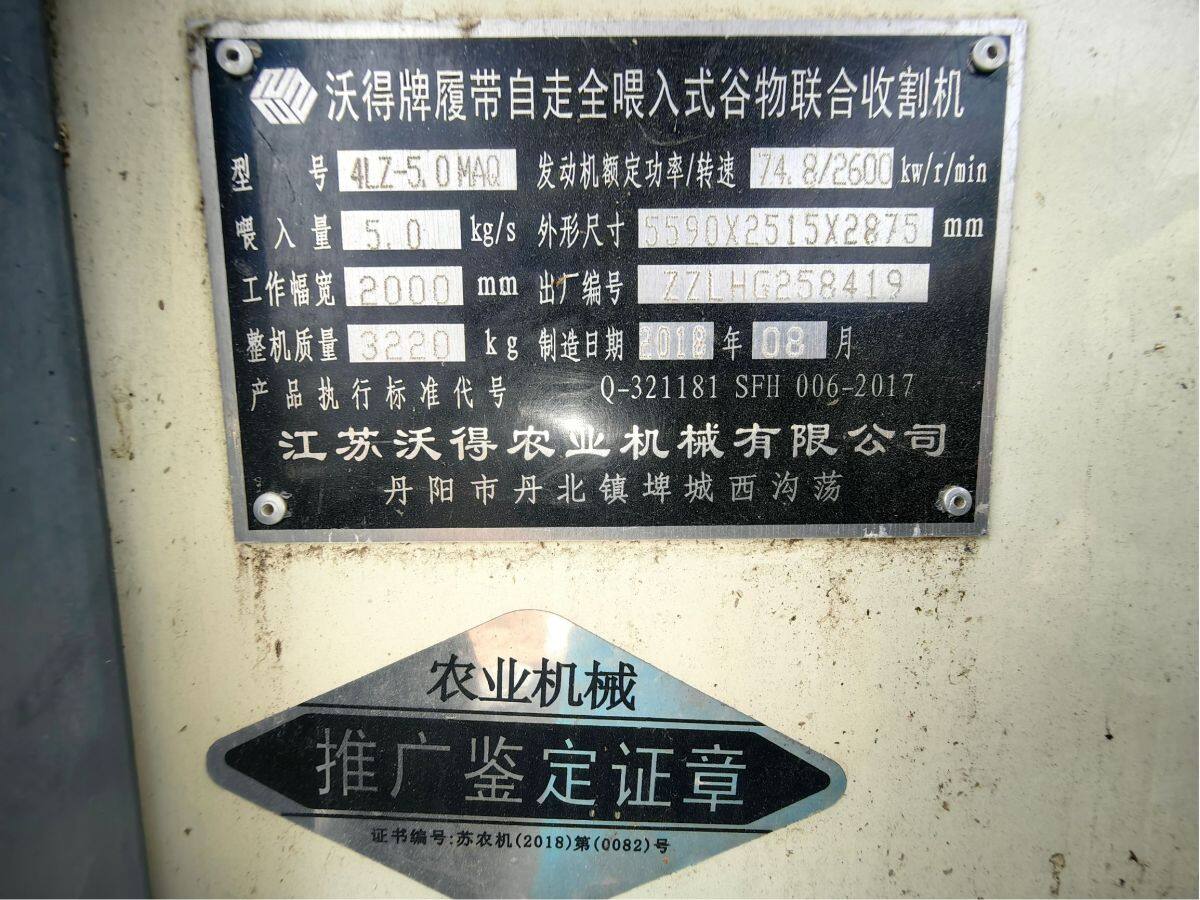 沃得牌履带自走全喂入式谷物联合收割机
型 号 4LZ-5.0MAQ 发动机额定功率/转速 74.8/2600 kw/r/min
喂入量 5.0 kg/s 外形尺寸 5590X2515X2875 mm
工作幅宽 2000 mm 出厂编号 ZZLHG258419
整机质量 3220 kg 制造日期 2018 年 08 月
产品执行标准代号 Q-321181 SFH 006-2017
江苏沃得农业机械有限公司
丹阳市丹北镇埤城西沟荡
农业机械
推广鉴定证章
证书编号:苏农机(2018)第(0082)号